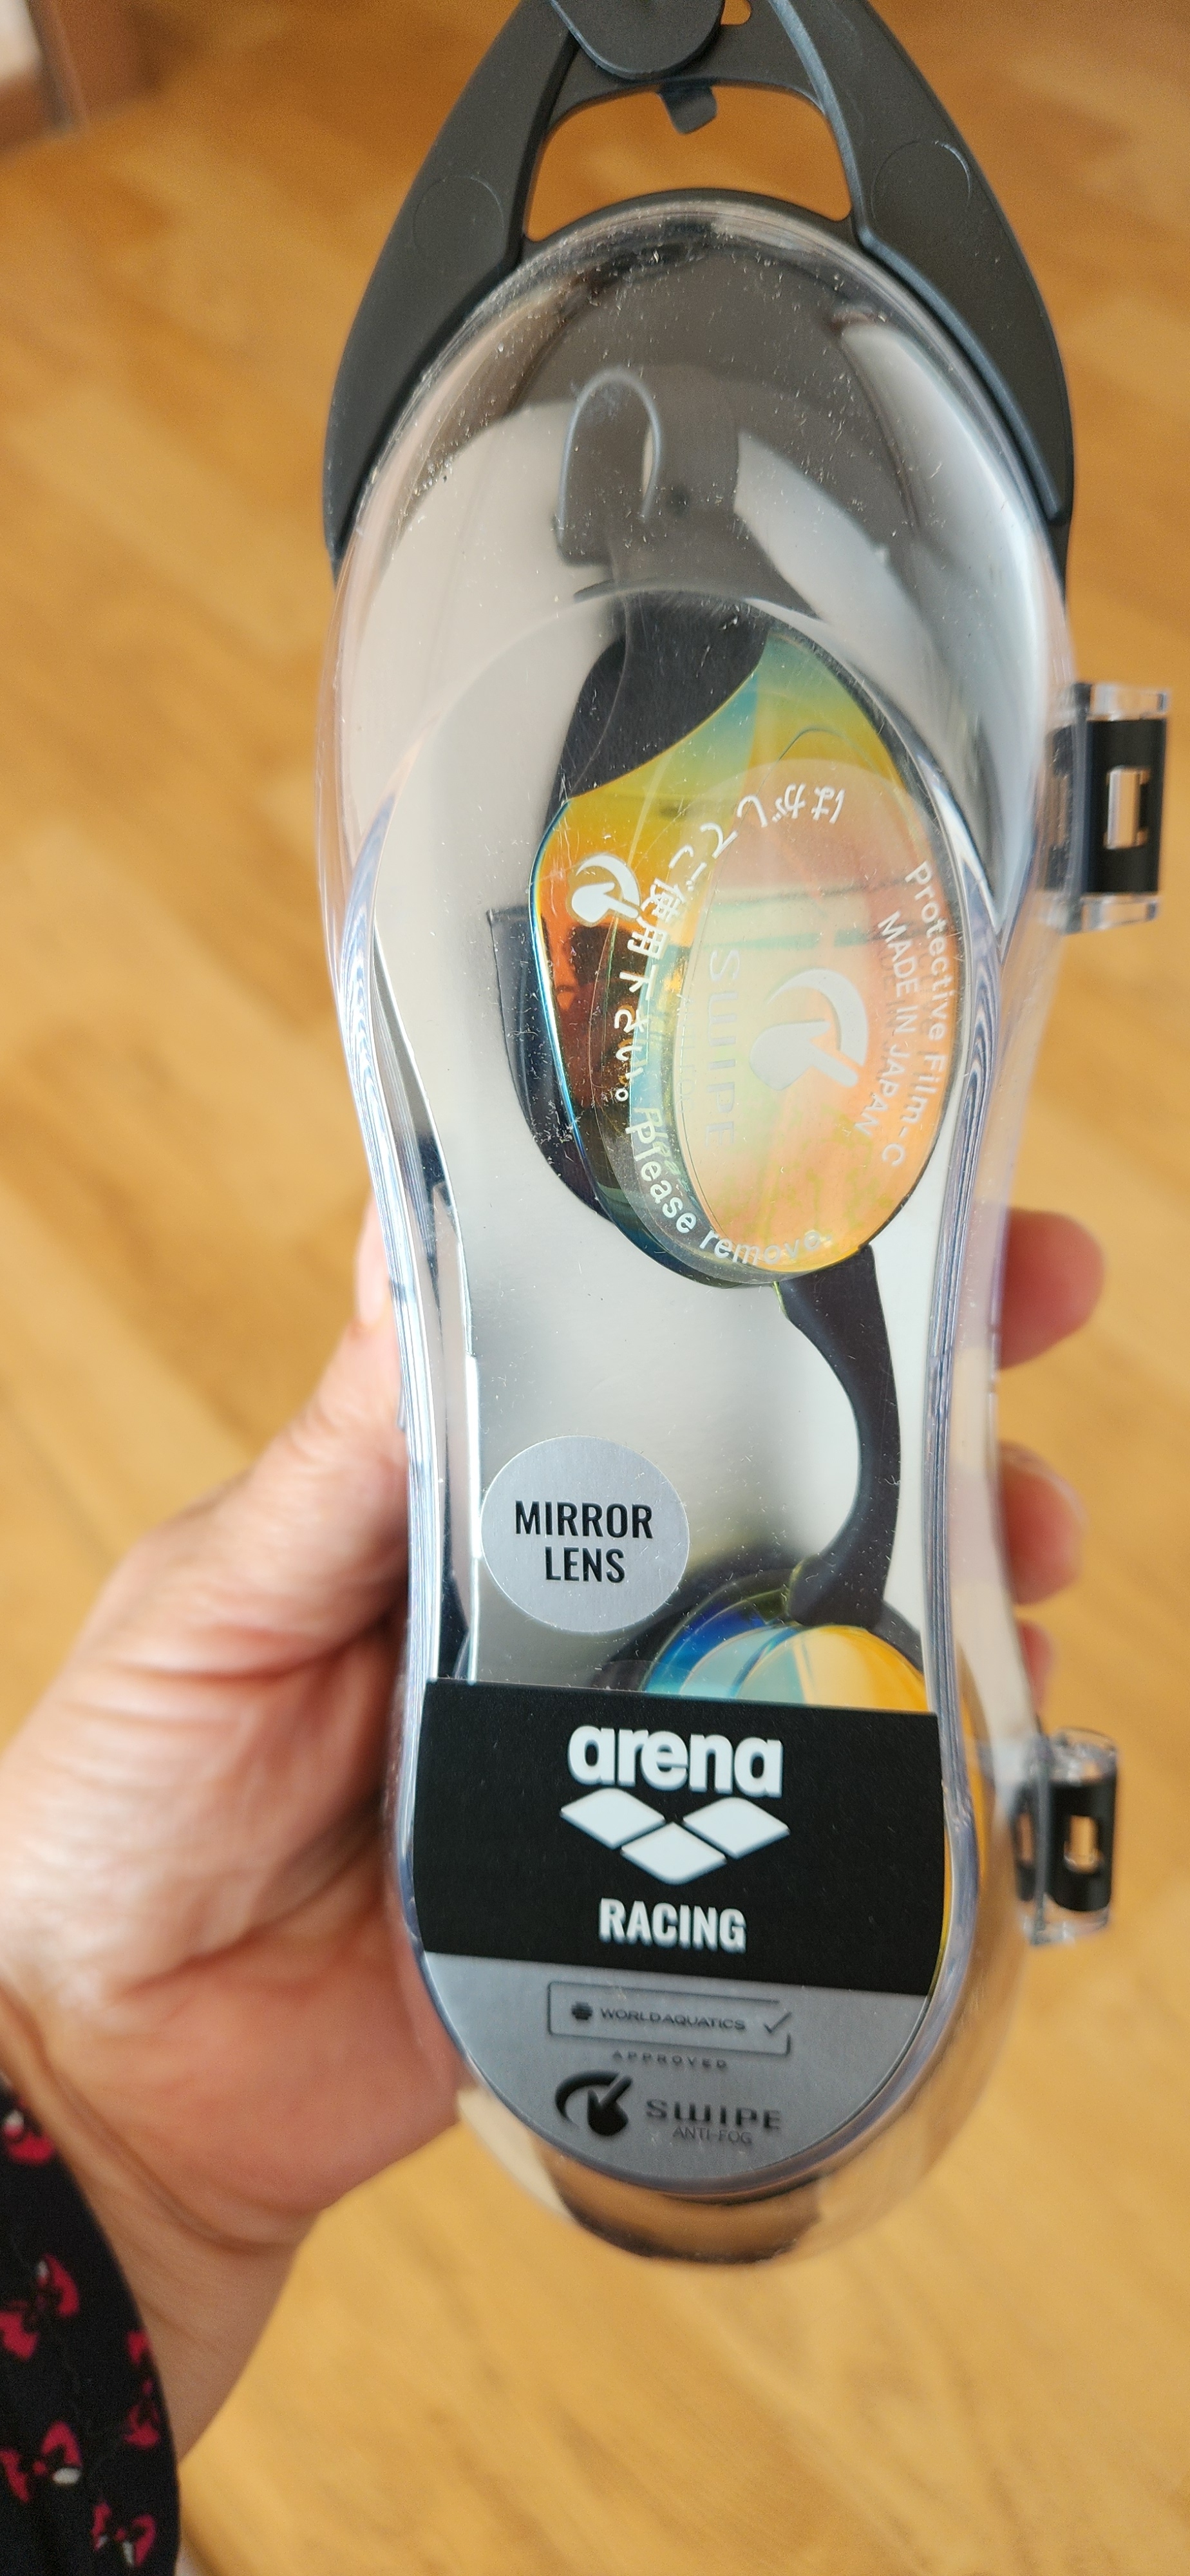 はがしてご使用下さい。Please remove.
Protective Film-C
MADE IN JAPAN
SWIPE
MIRROR
LENS
arena
RACING
WORLD AQUATICS
APPROVED
SWIPE
ANTI-FOG